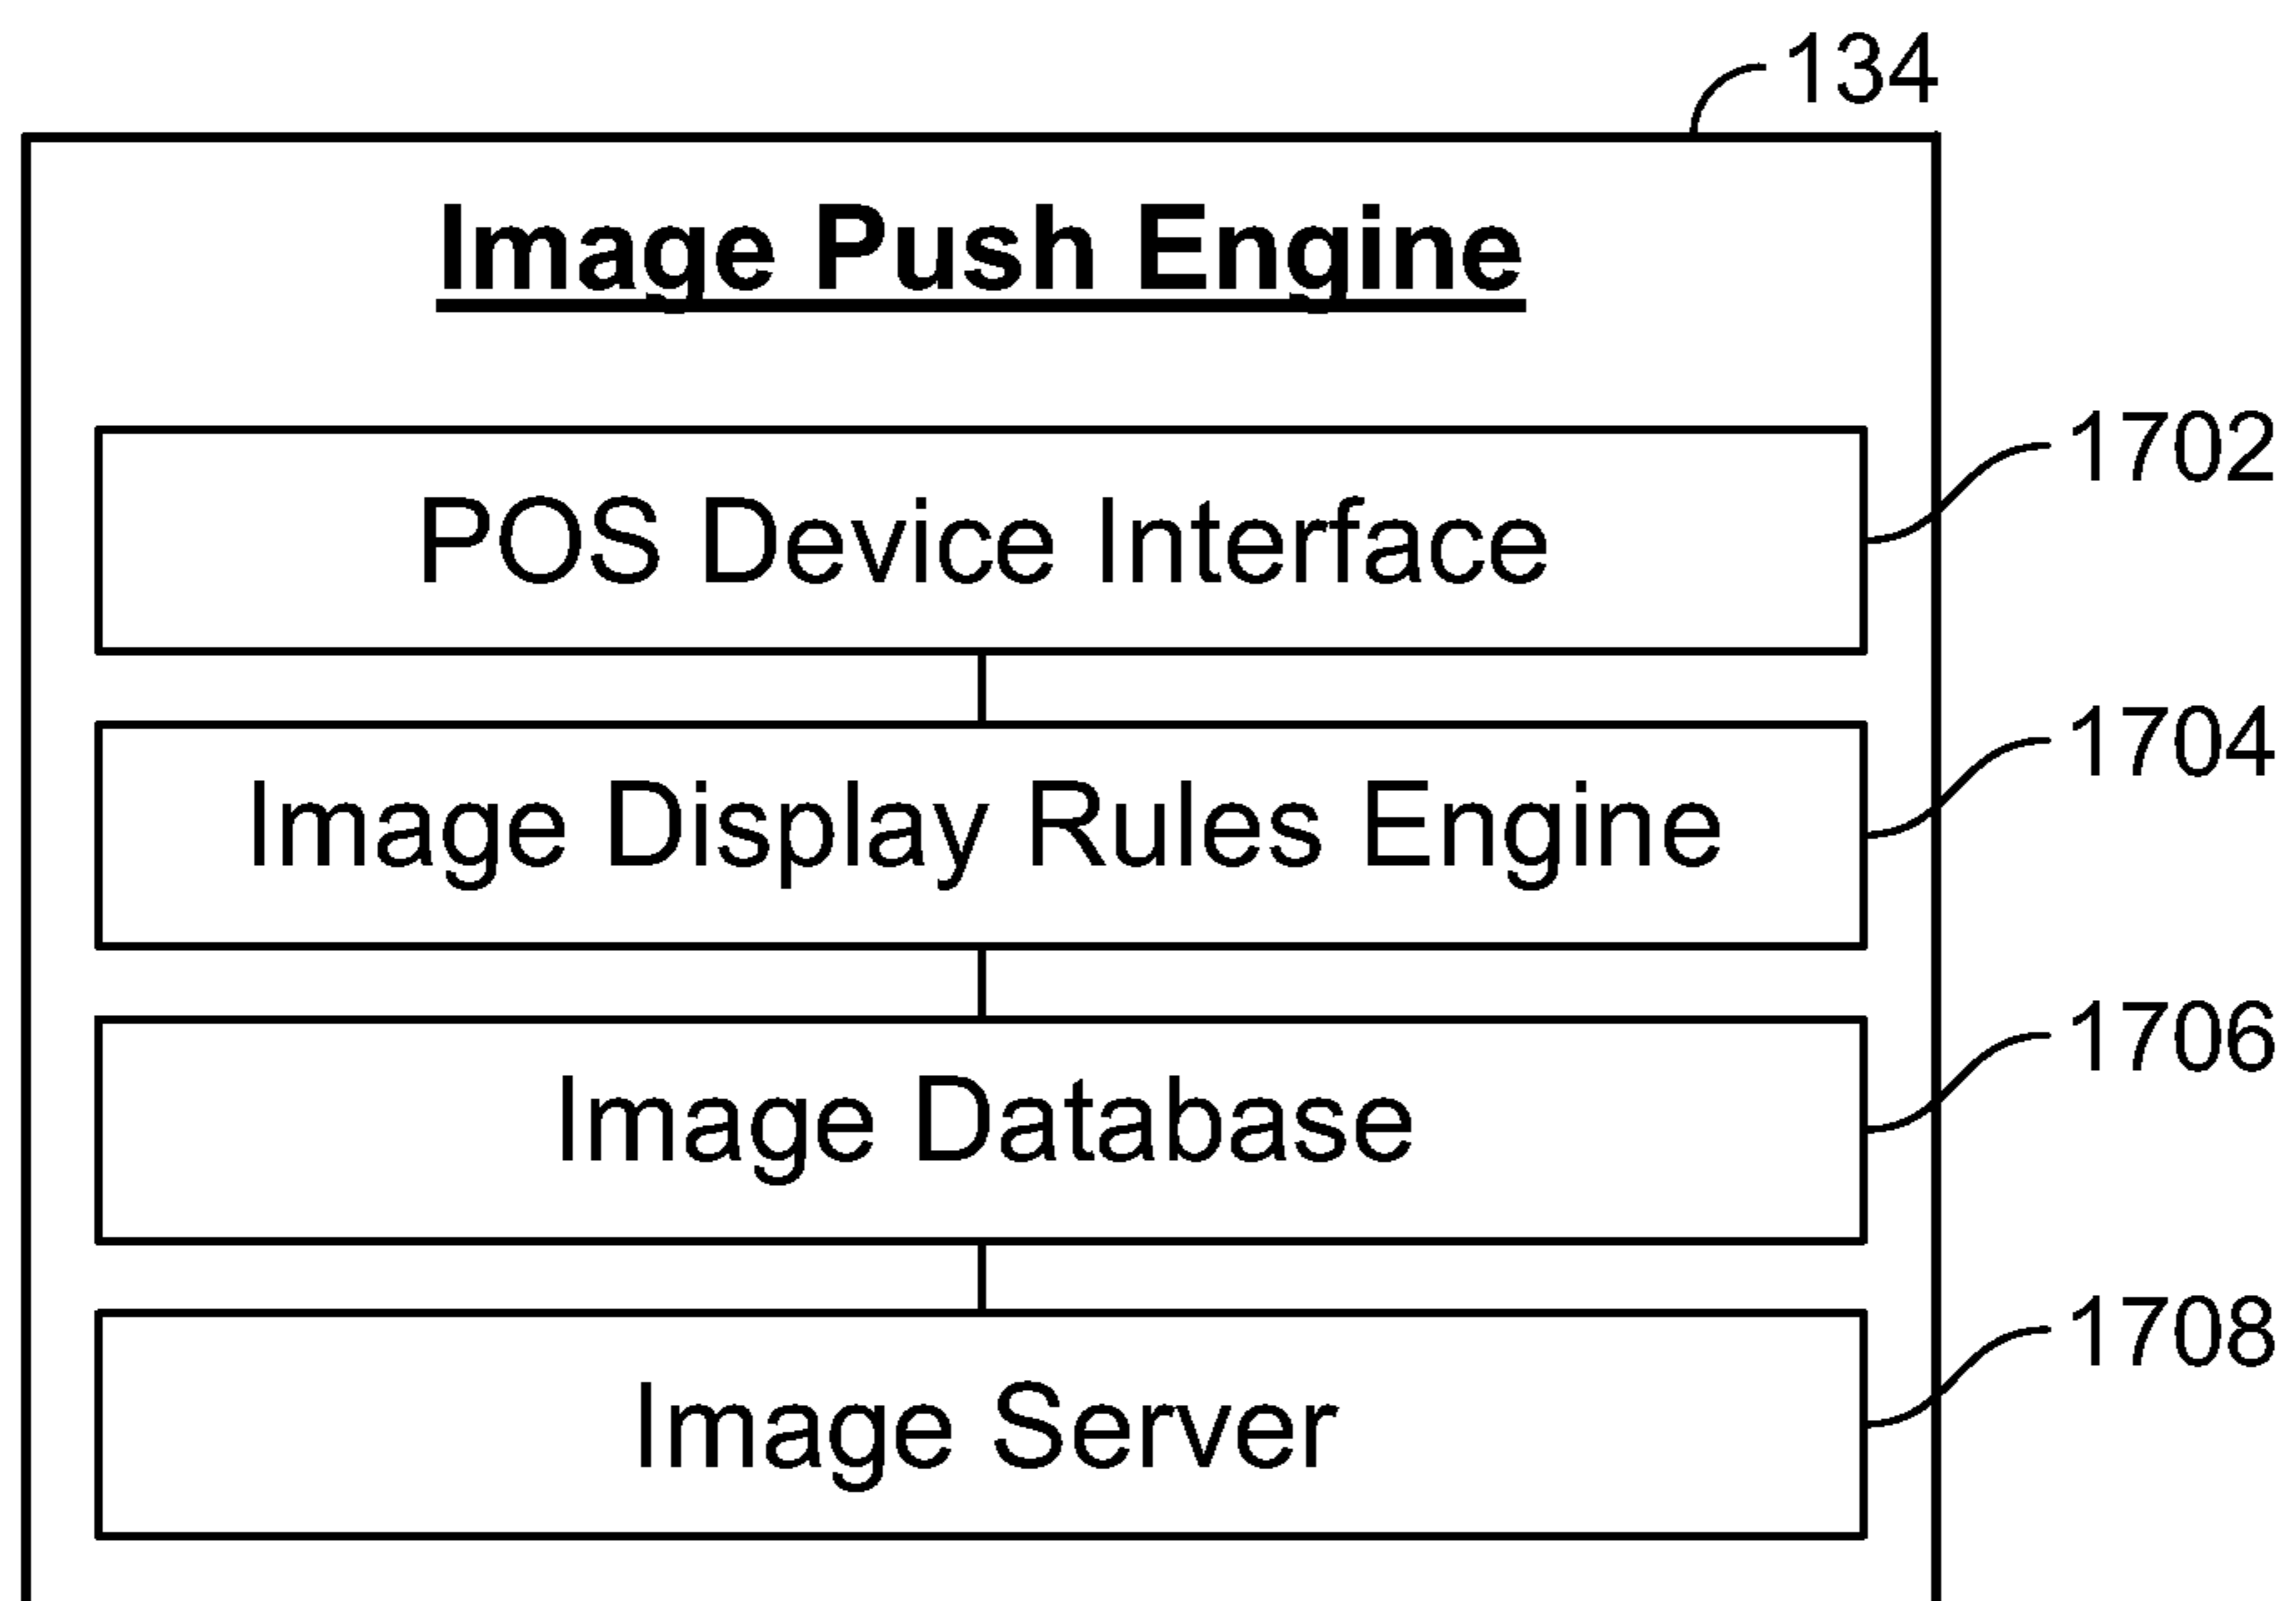 134
Image Push Engine
POS Device Interface
1702
Image Display Rules Engine
1704
Image Database
1706
Image Server
1708